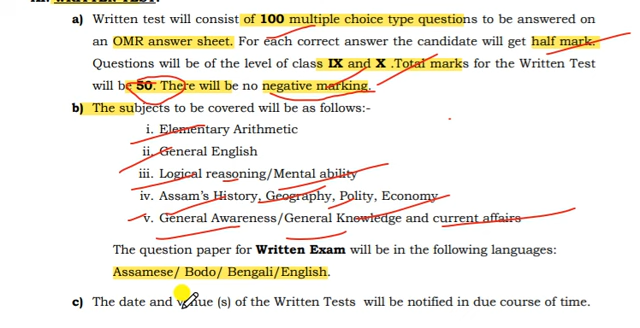 a) Written test will consist of 100 multiple choice type questions to be answered on
an OMR answer sheet. For each correct answer the candidate will get half mark.
Questions will be of the level of class IX and X .Total marks for the Written Test
will be 50. There will be no negative marking.
b) The subjects to be covered will be as follows:-
i. Elementary Arithmetic
ii. General English
iii. Logical reasoning/Mental ability
iv. Assam's History, Geography, Polity, Economy
v. General Awareness/General Knowledge and current affairs
The question paper for Written Exam will be in the following languages:
Assamese/ Bodo/ Bengali/English.
c) The date and venue (s) of the Written Tests will be notified in due course of time.